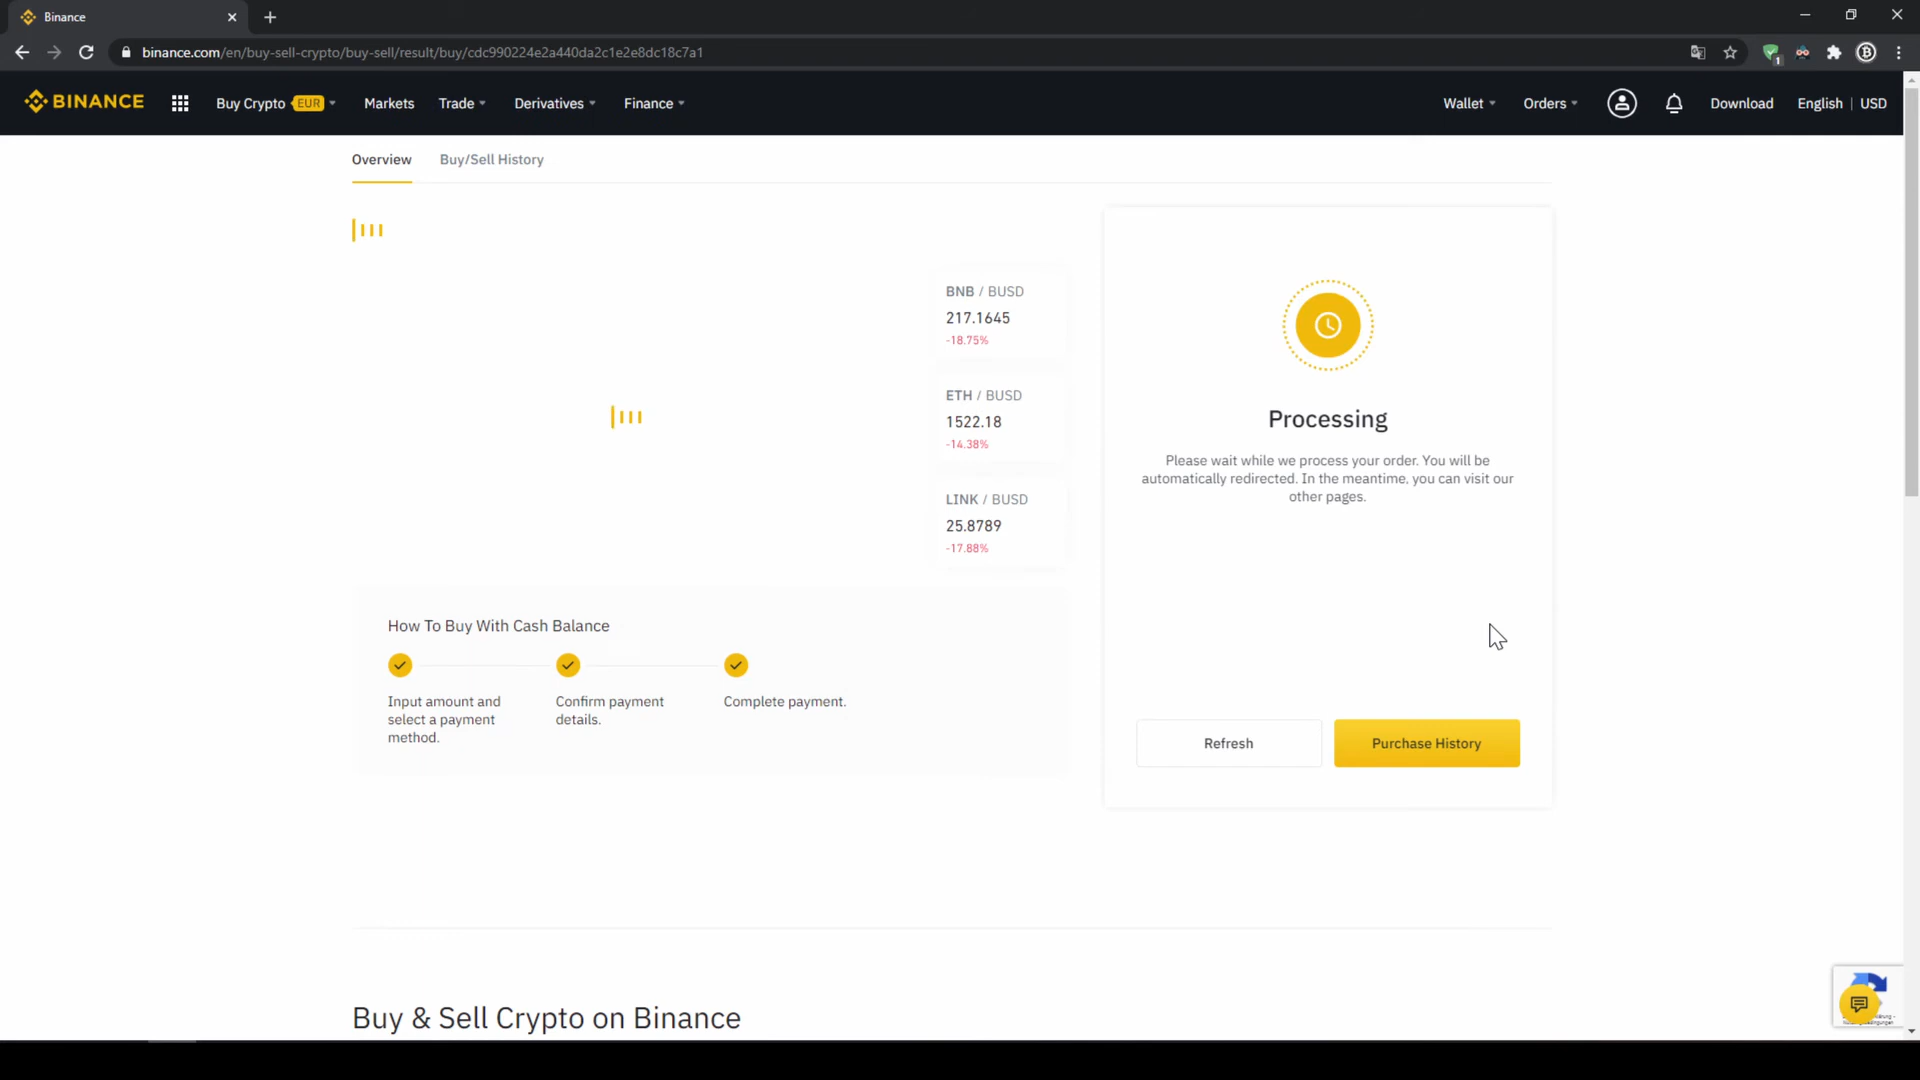 Binance
binance.com/en/buy-sell-crypto/buy-sell/result/buy/cdc990224e2a440da2c1e2e8dc18c7a1
1
BINANCE
Buy Crypto EUR
Markets
Trade
Derivatives
Finance
Wallet
Orders
Download
English | USD
Overview
Buy/Sell History
BNB / BUSD
217.1645
-18.75%
ETH / BUSD
1522.18
-14.38%
LINK / BUSD
25.8789
-17.88%
Processing
Please wait while we process your order. You will be
automatically redirected. In the meantime, you can visit our
other pages.
Refresh
Purchase History
How To Buy With Cash Balance
Input amount and
select a payment
method.
Confirm payment
details.
Complete payment.
Buy & Sell Crypto on Binance